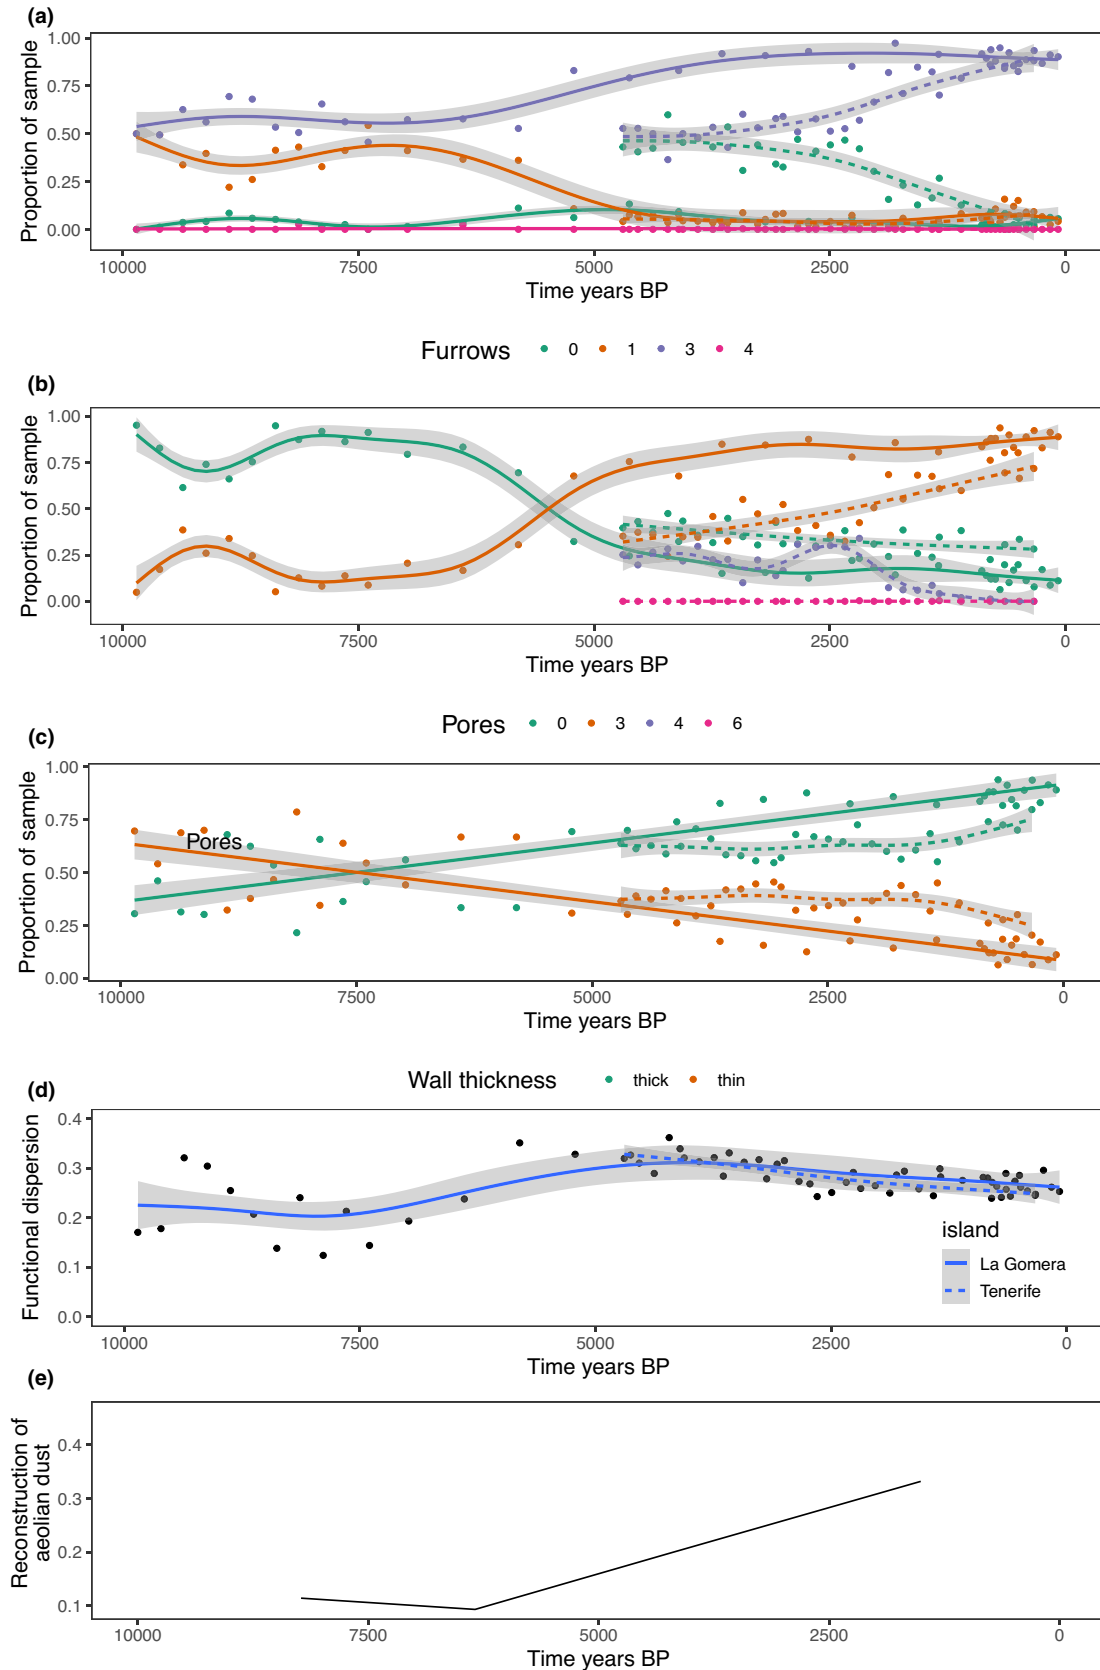 (a)
Proportion of sample
1.00
0.75
0.50
0.25
0.00
10000 7500 5000 2500 0
Time years BP
Furrows 0 1 3 4
(b)
Proportion of sample
1.00
0.75
0.50
0.25
0.00
10000 7500 5000 2500 0
Time years BP
Pores 0 3 4 6
(c)
Proportion of sample
1.00
0.75
Pores
0.50
0.25
0.00
10000 7500 5000 2500 0
Time years BP
Wall thickness thick thin
(d)
Functional dispersion
0.4
0.3
0.2
0.1
0.0
island
La Gomera
Tenerife
10000 7500 5000 2500 0
Time years BP
(e)
Reconstruction of
aeolian dust
0.4
0.3
0.2
0.1
10000 7500 5000 2500 0
Time years BP